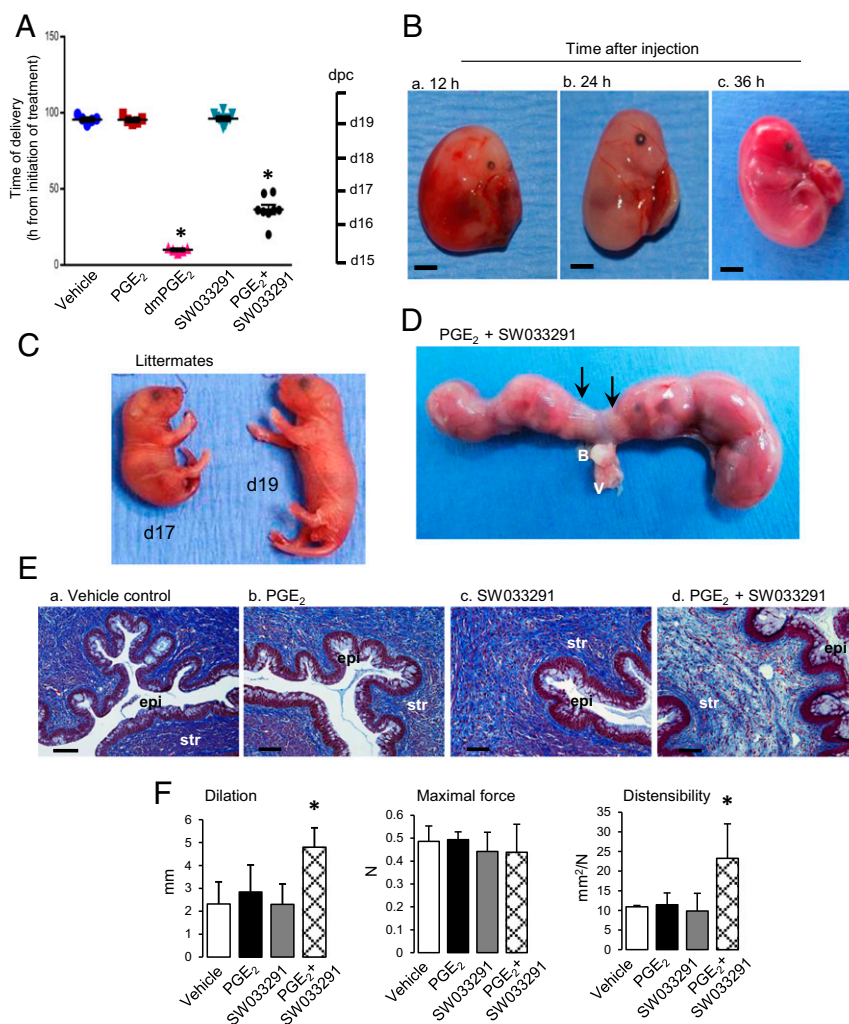 A
Time of delivery
(h from initiation of treatment)
150
100
50
0
Vehicle
PGE₂
dmPGE₂
SW033291
PGE₂+
SW033291
*
*
dpc
d19
d18
d17
d16
d15
B
Time after injection
a. 12 h
b. 24 h
c. 36 h
C
Littermates
d17
d19
D
PGE₂ + SW033291
B
V
E
a. Vehicle control
b. PGE₂
c. SW033291
d. PGE₂ + SW033291
epi
str
epi
str
str
epi
epi
str
F
Dilation
mm
6
5
4
3
2
1
0
*
Vehicle
PGE₂
SW033291
PGE₂+
SW033291
Maximal force
N
0.6
0.5
0.4
0.3
0.2
0.1
0
Vehicle
PGE₂
SW033291
PGE₂+
SW033291
Distensibility
mm²/N
35
30
25
20
15
10
5
0
*
Vehicle
PGE₂
SW033291
PGE₂+
SW033291